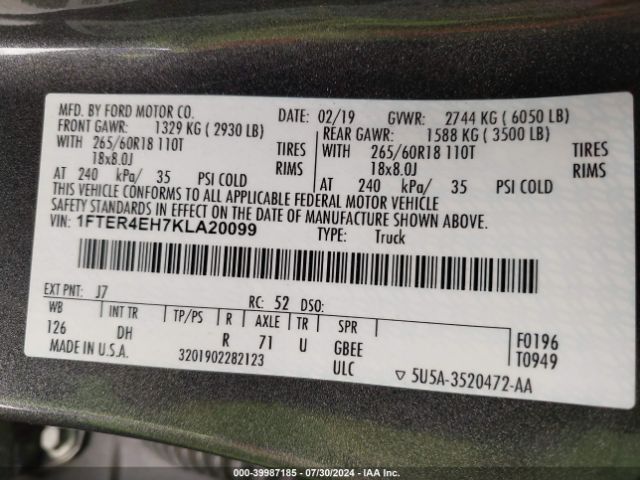 MFD. BY FORD MOTOR CO.
DATE: 02/19 GVWR: 2744 KG ( 6050 LB)
FRONT GAWR: 1329 KG ( 2930 LB)
REAR GAWR: 1588 KG ( 3500 LB)
WITH 265/60R18 110T TIRES
WITH 265/60R18 110T TIRES
18x8.0J RIMS
18x8.0J RIMS
AT 240 kPa/ 35 PSI COLD
AT 240 kPa/ 35 PSI COLD
THIS VEHICLE CONFORMS TO ALL APPLICABLE FEDERAL MOTOR VEHICLE
SAFETY STANDARDS IN EFFECT ON THE DATE OF MANUFACTURE SHOWN ABOVE.
VIN: 1FTER4EH7KLA20099
TYPE: Truck
EXT PNT: J7 RC: 52 DSO:
WB INT TR TP/PS R AXLE TR SPR
126 DH R 71 U GBEE F0196
ULC T0949
MADE IN U.S.A. 3201902282123
▽ 5U5A-3520472-AA
000-39987185 - 07/30/2024 - IAA Inc.